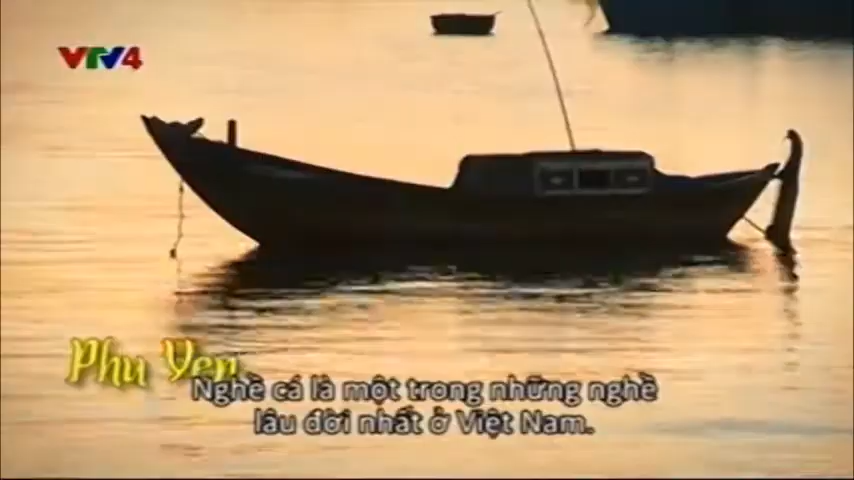 VTV4
Phu Yen
Nghề cá là một trong những nghề
lâu đời nhất ở Việt Nam.